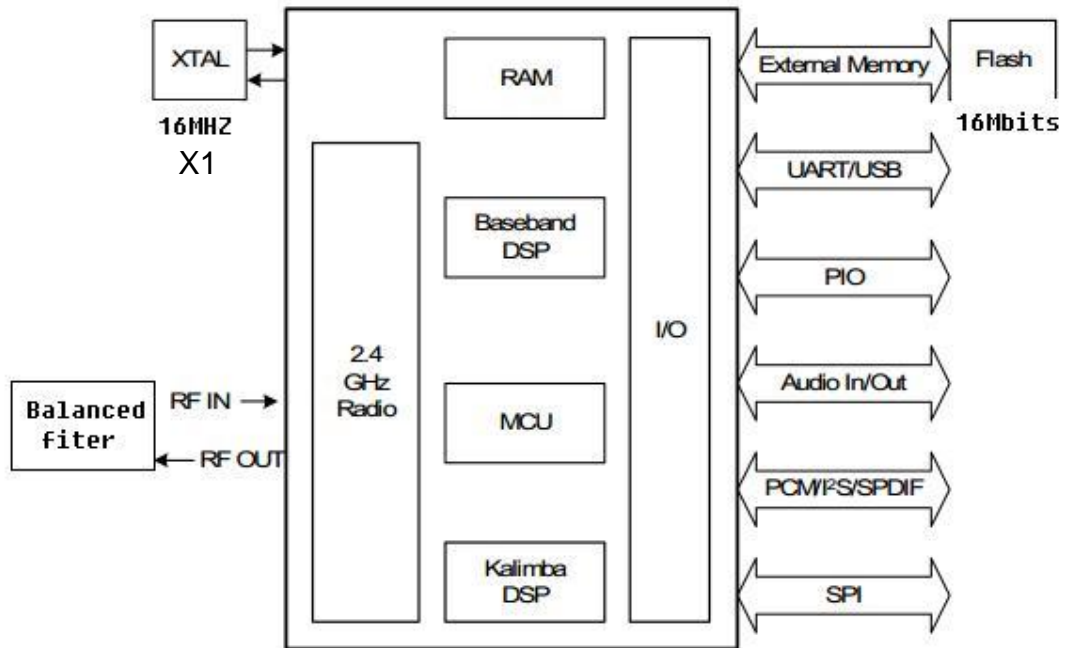 XTAL
16MHZ
X1
RAM
Baseband
DSP
2.4
GHz
Radio
MCU
Kalimba
DSP
I/O
Balanced
fiter
RF IN
RF OUT
External Memory
Flash
16Mbits
UART/USB
PIO
Audio In/Out
PCM/I²S/SPDIF
SPI